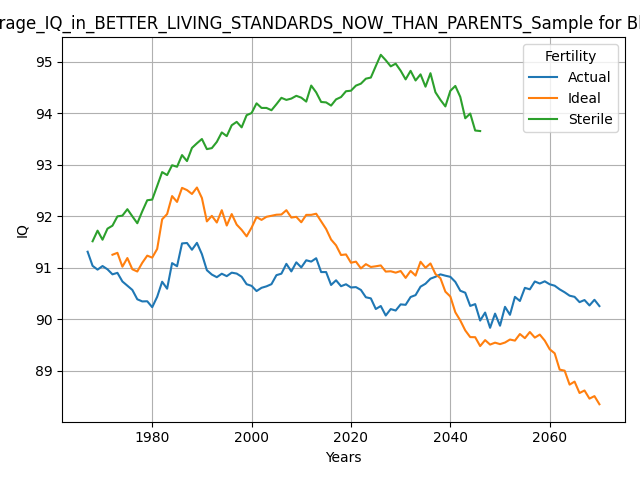 rage_IQ_in_BETTER_LIVING_STANDARDS_NOW_THAN_PARENTS_Sample for Bl
95
94
93
92
91
90
89
IQ
1980
2000
2020
2040
2060
Years
Fertility
Actual
Ideal
Sterile